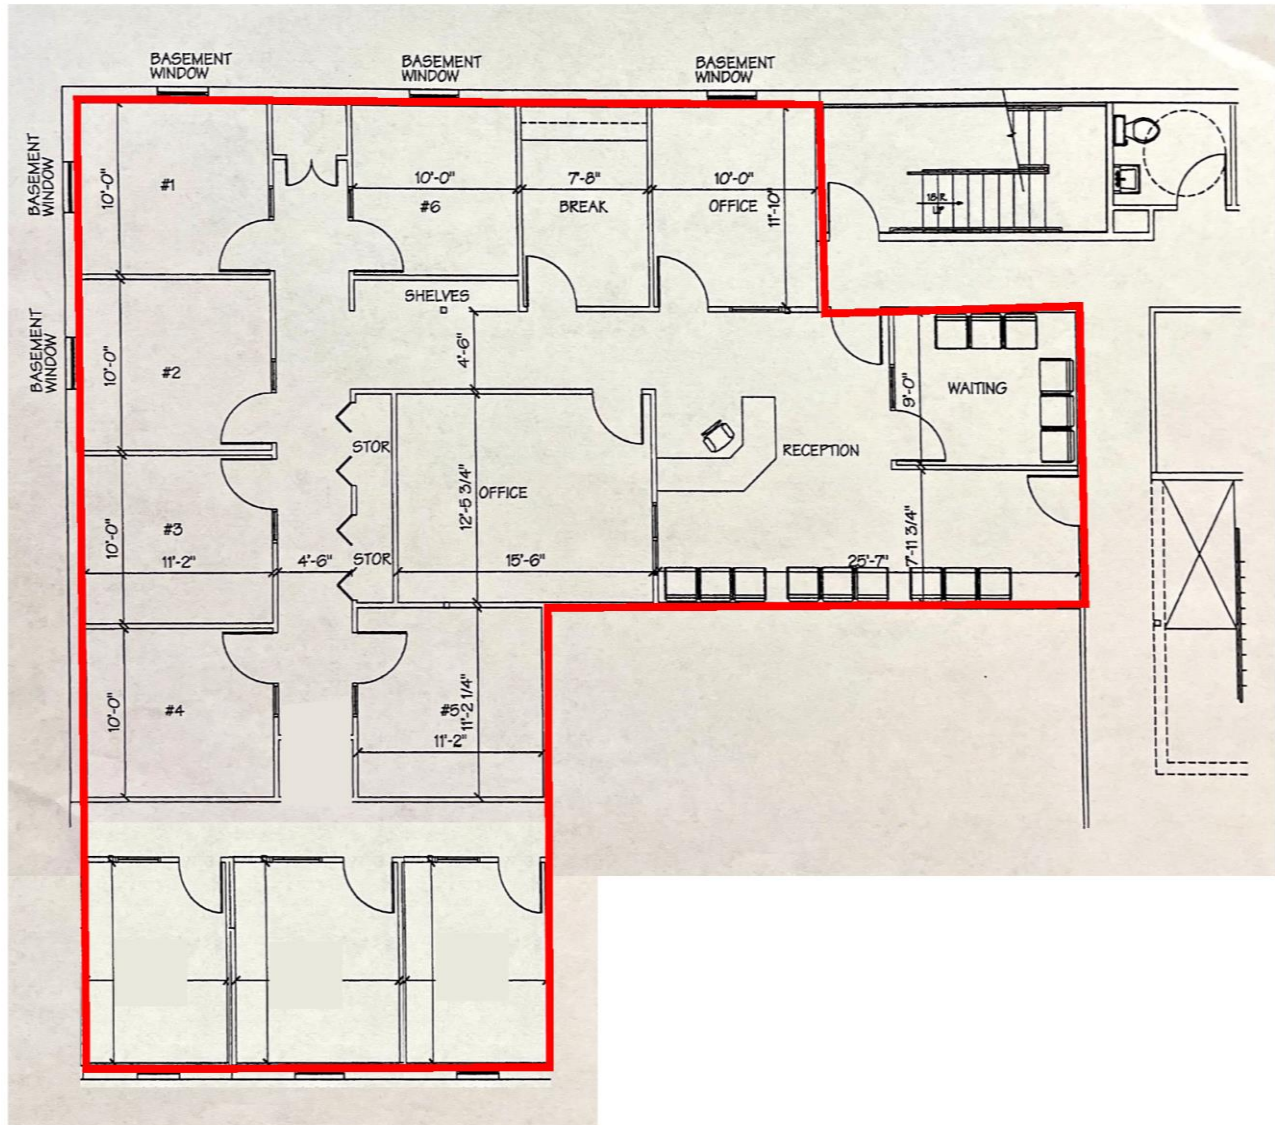 BASEMENT
WINDOW
BASEMENT
WINDOW
BASEMENT
WINDOW
BASEMENT
WINDOW
10'-0"
#1
10'-0"
#6
7'-8"
BREAK
10'-0"
OFFICE
11'-10"
18 R.
UP
SHELVES
BASEMENT
WINDOW
10'-0"
#2
4'-6"
9'-0"
WAITING
STOR
RECEPTION
12'-5 3/4"
OFFICE
10'-0"
#3
11'-2"
4'-6"
STOR
15'-6"
25'-7"
7'-11 3/4"
10'-0"
#4
#5
11'-2 1/4"
11'-2"